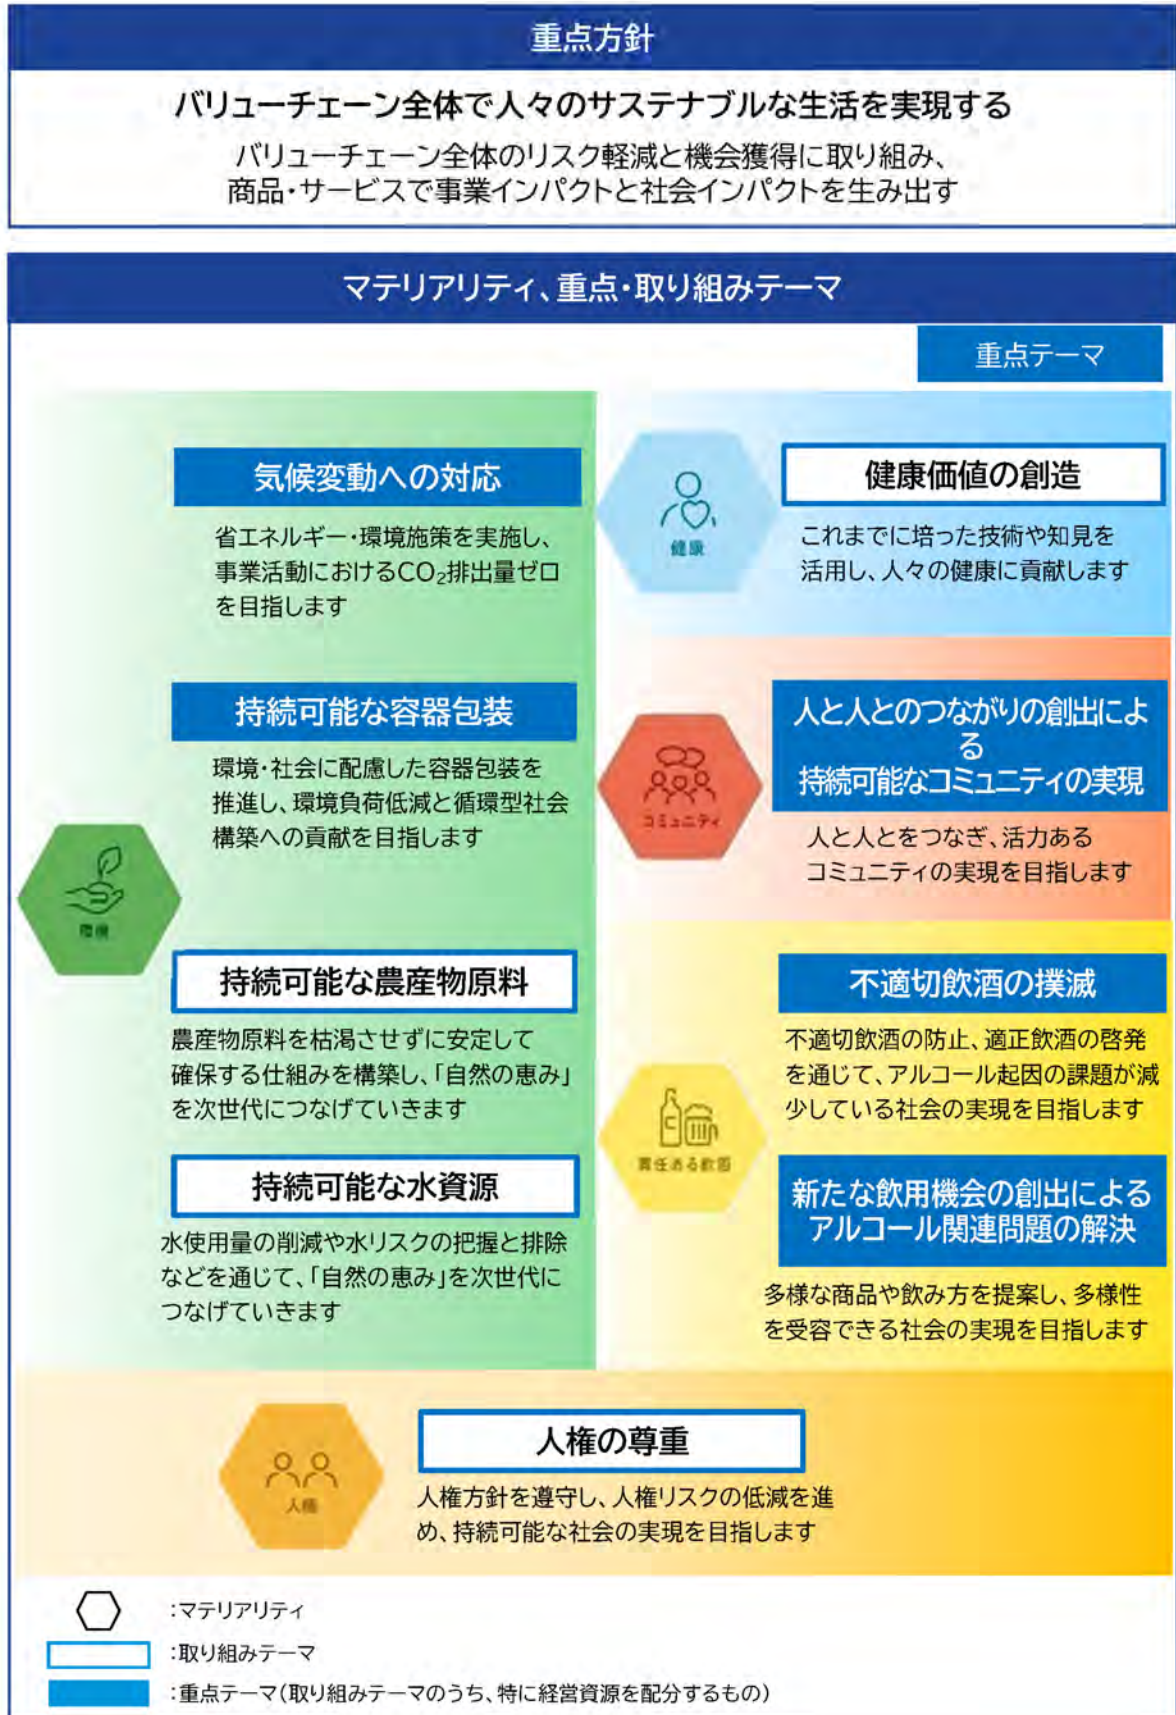 重点方針
バリューチェーン全体で人々のサステナブルな生活を実現する
バリューチェーン全体のリスク軽減と機会獲得に取り組み、
商品・サービスで事業インパクトと社会インパクトを生み出す
マテリアリティ、重点・取り組みテーマ
重点テーマ
環境
気候変動への対応
省エネルギー・環境施策を実施し、
事業活動におけるCO₂排出量ゼロ
を目指します
持続可能な容器包装
環境・社会に配慮した容器包装を
推進し、環境負荷低減と循環型社会
構築への貢献を目指します
持続可能な農産物原料
農産物原料を枯渇させずに安定して
確保する仕組みを構築し、「自然の恵み」
を次世代につなげていきます
持続可能な水資源
水使用量の削減や水リスクの把握と排除
などを通じて、「自然の恵み」を次世代に
つなげていきます
健康
健康価値の創造
これまでに培った技術や知見を
活用し、人々の健康に貢献します
コミュニティ
人と人とのつながりの創出によ
る
持続可能なコミュニティの実現
人と人とをつなぎ、活力ある
コミュニティの実現を目指します
責任ある飲酒
不適切飲酒の撲滅
不適切飲酒の防止、適正飲酒の啓発
を通じて、アルコール起因の課題が減
少している社会の実現を目指します
新たな飲用機会の創出による
アルコール関連問題の解決
多様な商品や飲み方を提案し、多様性
を受容できる社会の実現を目指します
人権
人権の尊重
人権方針を遵守し、人権リスクの低減を進
め、持続可能な社会の実現を目指します
:マテリアリティ
:取り組みテーマ
:重点テーマ(取り組みテーマのうち、特に経営資源を配分するもの)